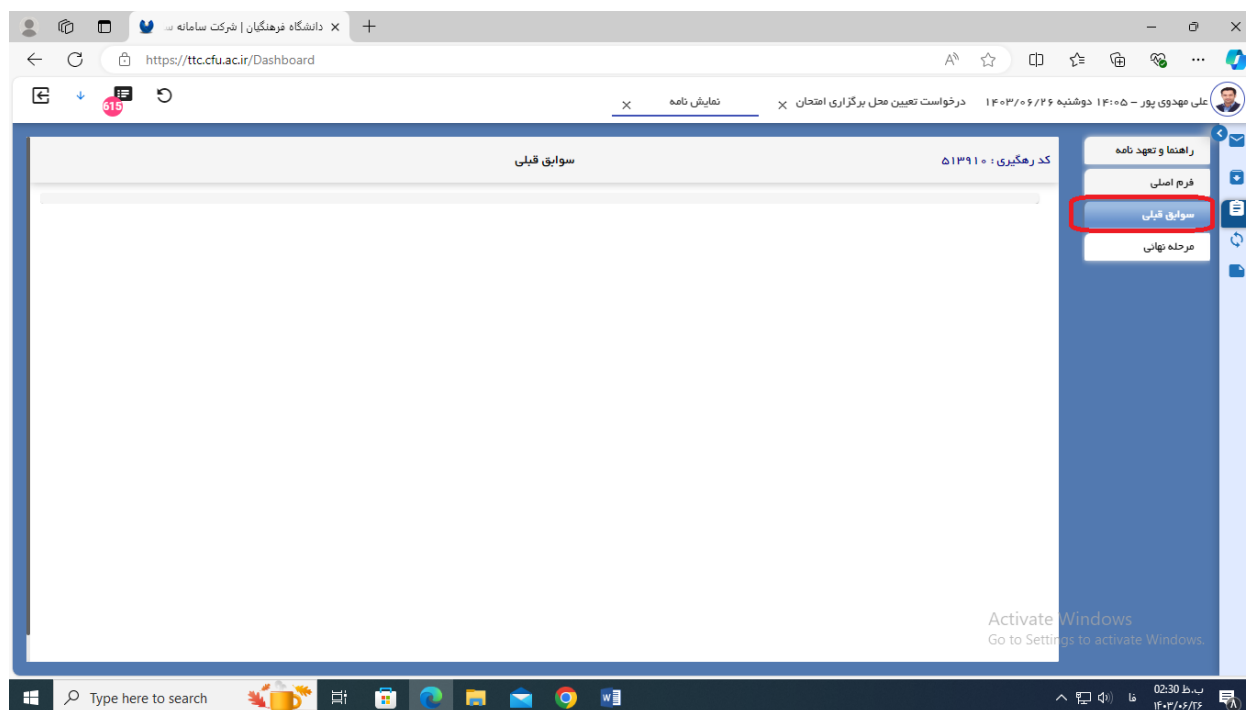 دانشگاه فرهنگیان | شرکت سامانه
https://ttc.cfu.ac.ir/Dashboard
علی مهدوی پور – ۱۴:۰۵ دوشنبه ۱۴۰۳/۰۶/۲۶
درخواست تعیین محل برگزاری امتحان
نمایش نامه
615
راهنما و تعهد نامه
فرم اصلی
سوابق قبلی
مرحله نهائی
کد رهگیری : ۵۱۳۹۱۰
سوابق قبلی
Activate Windows
Go to Settings to activate Windows.
Type here to search
فا
02:30 ب.ظ
۱۴۰۳/۰۶/۲۶